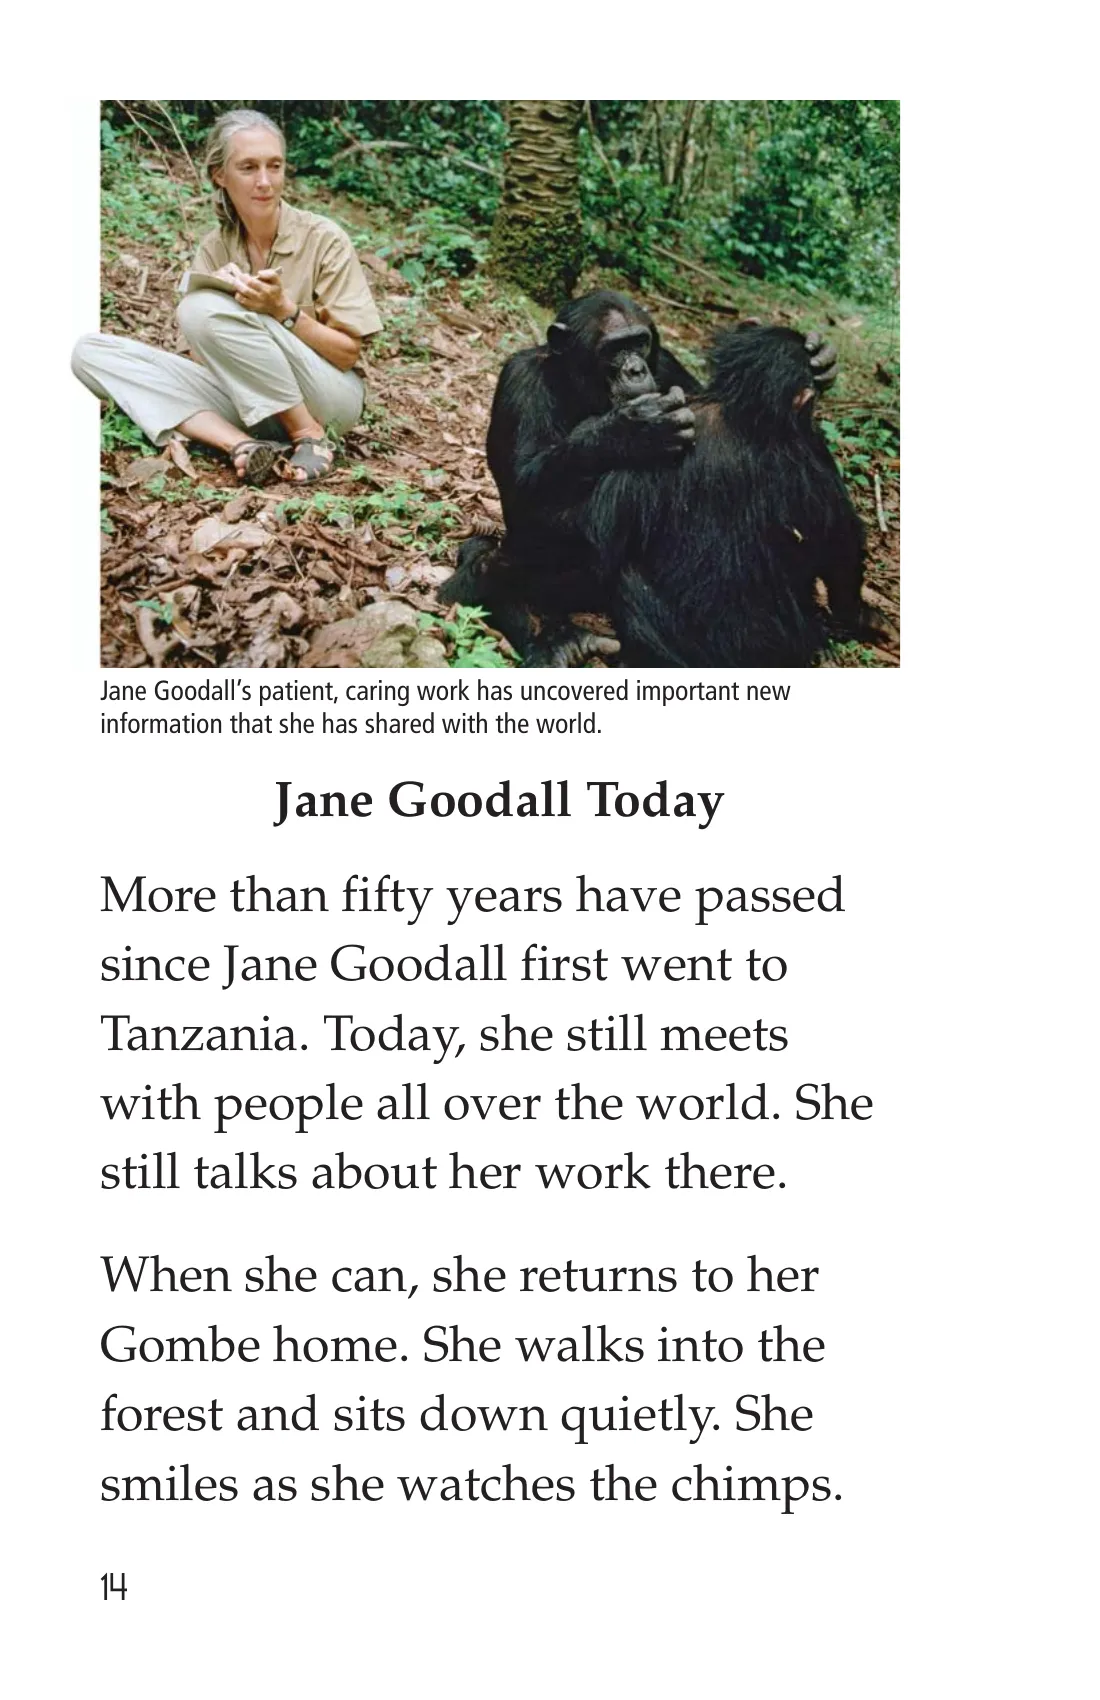 Jane Goodall's patient, caring work has uncovered important new
information that she has shared with the world.
Jane Goodall Today
More than fifty years have passed
since Jane Goodall first went to
Tanzania. Today, she still meets
with people all over the world. She
still talks about her work there.
When she can, she returns to her
Gombe home. She walks into the
forest and sits down quietly. She
smiles as she watches the chimps.
14